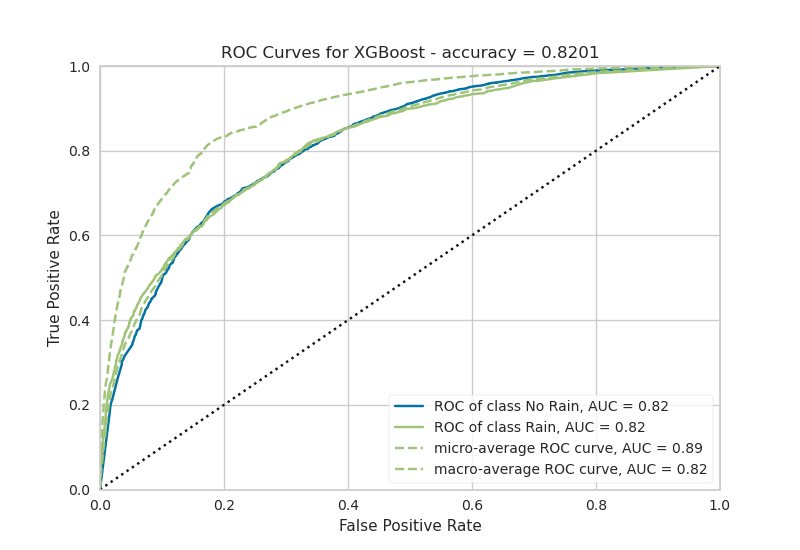 ROC Curves for XGBoost - accuracy = 0.8201
True Positive Rate
1.0
0.8
0.6
0.4
0.2
0.0
ROC of class No Rain, AUC = 0.82
ROC of class Rain, AUC = 0.82
micro-average ROC curve, AUC = 0.89
macro-average ROC curve, AUC = 0.82
0.0 0.2 0.4 0.6 0.8 1.0
False Positive Rate